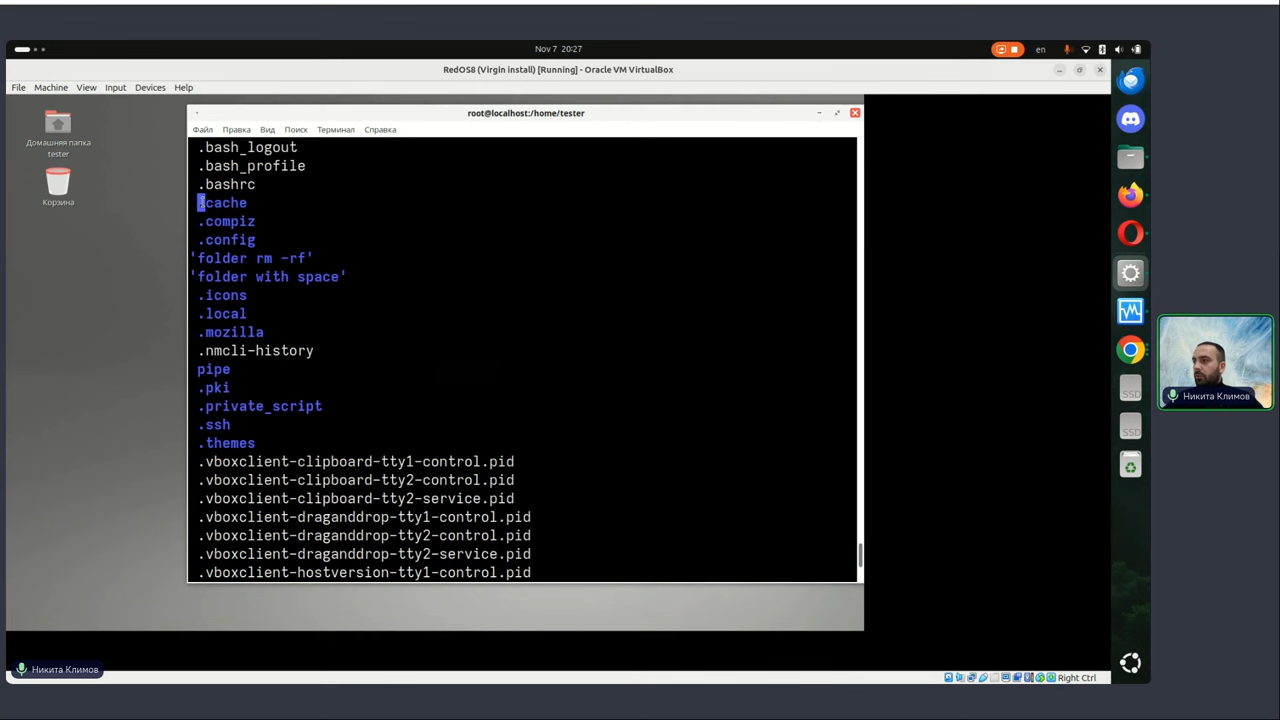 Nov 7 20:27
en
RedOS8 (Virgin install) [Running] - Oracle VM VirtualBox
File Machine View Input Devices Help
root@localhost:/home/tester
Файл Правка Вид Поиск Терминал Справка
Домашняя папка
tester
Корзина
.bash_logout
.bash_profile
.bashrc
.cache
.compiz
.config
'folder rm -rf'
'folder with space'
.icons
.local
.mozilla
.nmcli-history
pipe
.pki
.private_script
.ssh
.themes
.vboxclient-clipboard-tty1-control.pid
.vboxclient-clipboard-tty2-control.pid
.vboxclient-clipboard-tty2-service.pid
.vboxclient-draganddrop-tty1-control.pid
.vboxclient-draganddrop-tty2-control.pid
.vboxclient-draganddrop-tty2-service.pid
.vboxclient-hostversion-tty1-control.pid
SSD
SSD
Никита Климов
Никита Климов
Right Ctrl